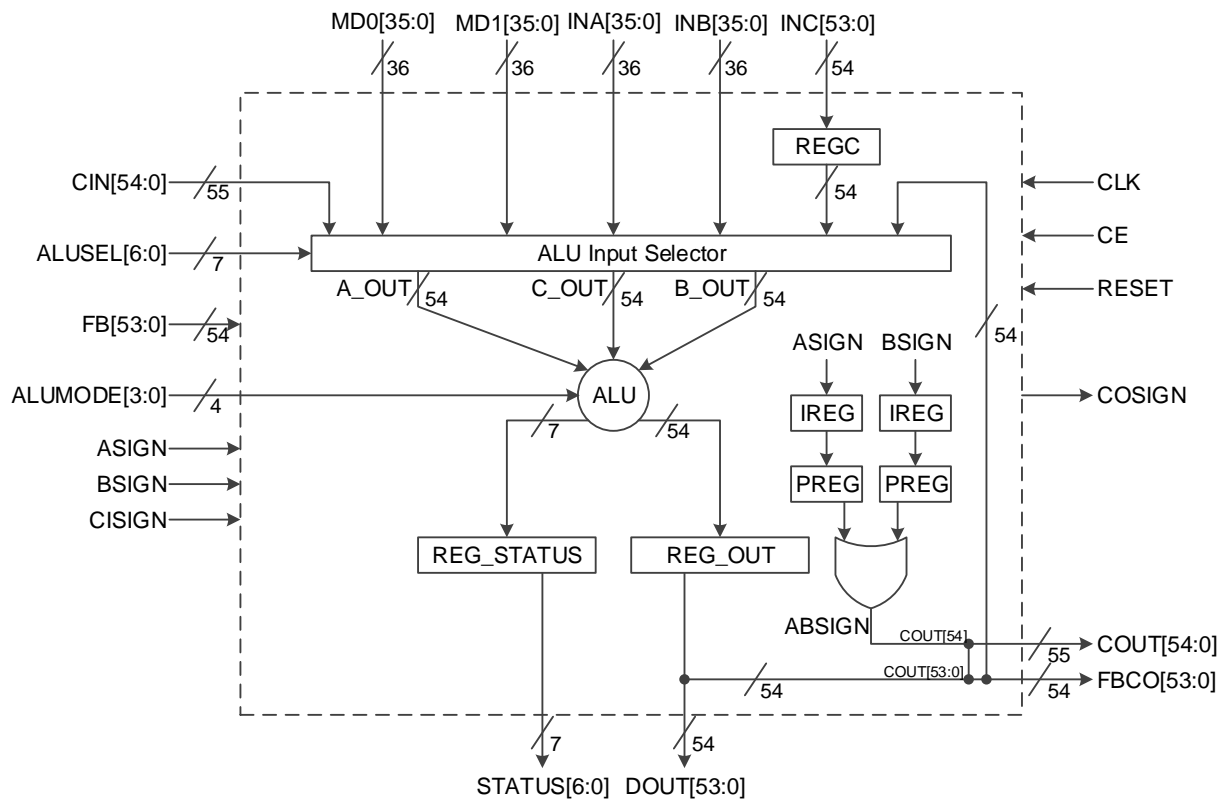 MD0[35:0] MD1[35:0] INA[35:0] INB[35:0] INC[53:0]
36 36 36 36 54
REGC
CIN[54:0] 55 54 CLK
ALUSEL[6:0] 7 ALU Input Selector CE
A_OUT 54 C_OUT 54 B_OUT 54 RESET
FB[53:0] 54 54
ASIGN BSIGN
ALUMODE[3:0] 4 ALU IREG IREG COSIGN
7 54
ASIGN
BSIGN PREG PREG
CISIGN
REG_STATUS REG_OUT
ABSIGN COUT[54] 55 COUT[54:0]
54 COUT[53:0] 54 FBCO[53:0]
7 54
STATUS[6:0] DOUT[53:0]